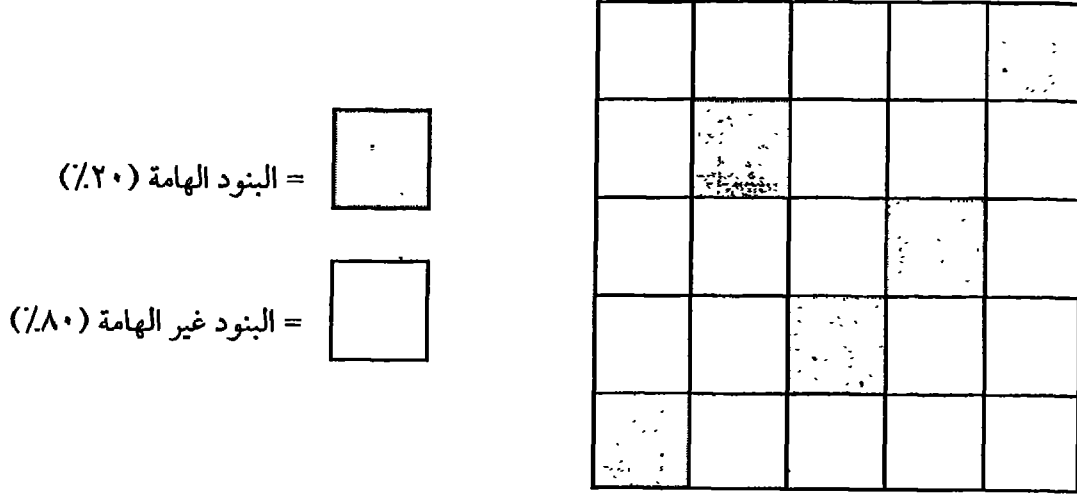 = البنود الهامة (٢٠٪)
= البنود غير الهامة (٨٠٪)